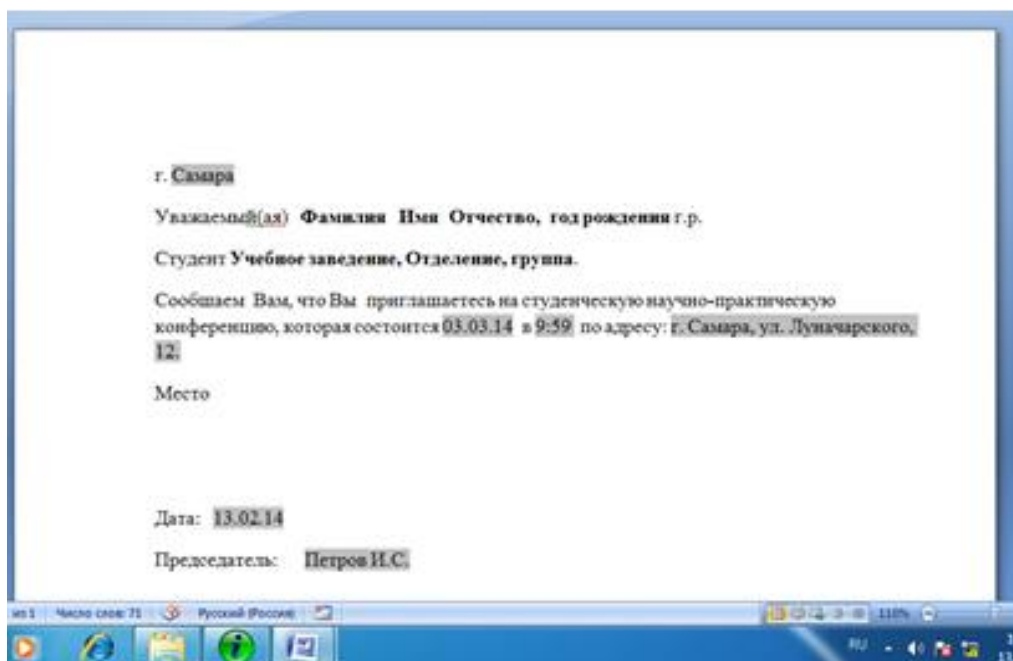 г. Самара
Уважаемый(ая) Фамилия Имя Отчество, год рождения г.р.
Студент Учебное заведение, Отделение, группа.
Сообщаем Вам, что Вы приглашаетесь на студенческую научно-практическую
конференцию, которая состоится 03.03.14 в 9:59 по адресу: г. Самара, ул. Луначарского,
12.
Место
Дата: 13.02.14
Председатель: Петров И.С.
из 1 Число слов: 71 Русский (Россия) 110%
RU